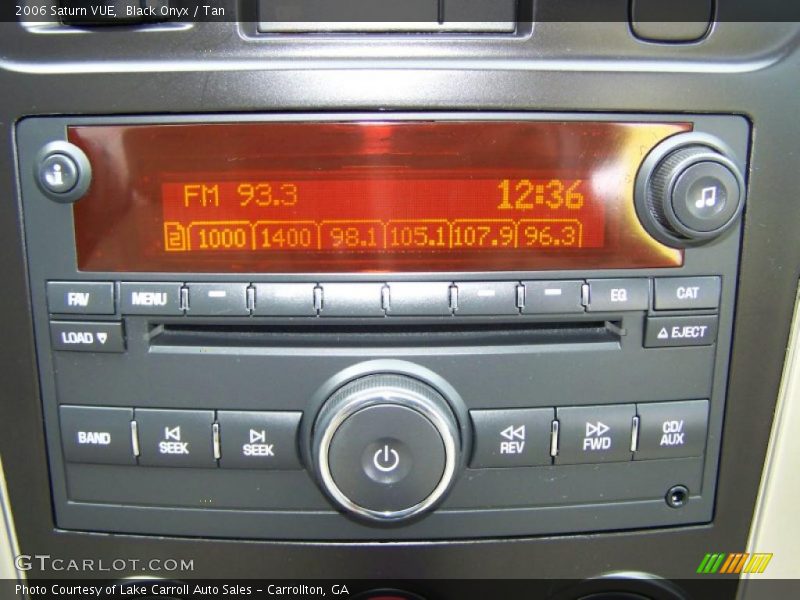 2006 Saturn VUE, Black Onyx / Tan
i
FM 93.3 12:36
2 1000 1400 98.1 105.1 107.9 96.3
FAV MENU EQ CAT
LOAD EJECT
BAND SEEK SEEK REV FWD CD/
AUX
GTCARLOT.COM
Photo Courtesy of Lake Carroll Auto Sales - Carrollton, GA